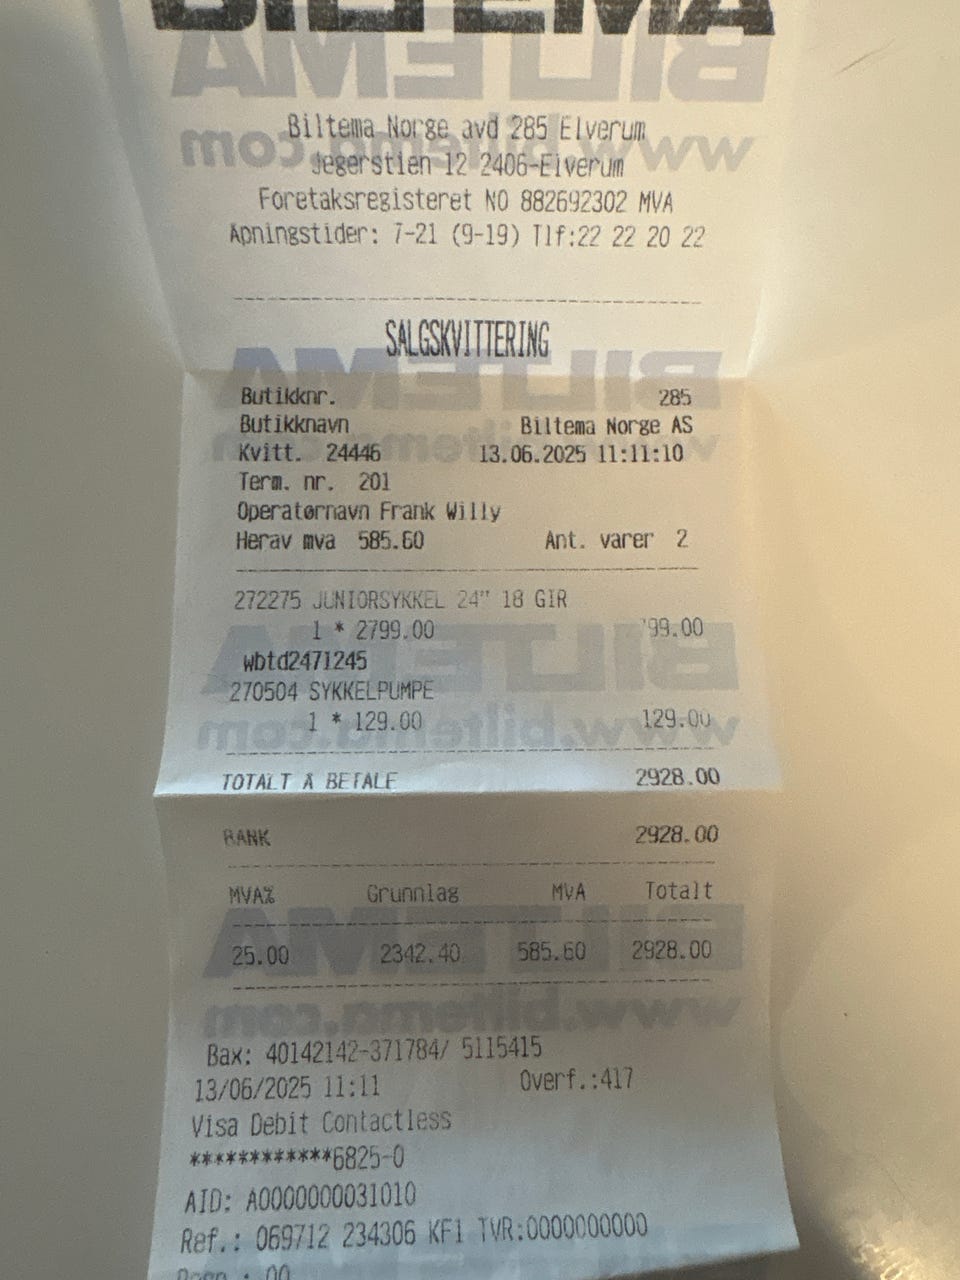 BILTEMA
Biltema Norge avd 285 Elverum
Jegerstien 12 2406-Elverum
Foretaksregisteret NO 882692302 MVA
Apningstider: 7-21 (9-19) Tlf:22 22 20 22
SALGSKVITTERING
Butikknr. 285
Butikknavn Biltema Norge AS
Kvitt. 24446 13.06.2025 11:11:10
Term. nr. 201
Operatørnavn Frank Willy
Herav mva 585.60 Ant. varer 2
272275 JUNIORSYKKEL 24" 18 GIR
1 * 2799.00 99.00
wbtd2471245
270504 SYKKELPUMPE
1 * 129.00 129.00
TOTALT Å BETALE 2928.00
BANK 2928.00
MVA% Grunnlag MVA Totalt
25.00 2342.40 585.60 2928.00
Bax: 40142142-371784/ 5115415
13/06/2025 11:11 Overf.:417
Visa Debit Contactless
************6825-0
AID: A0000000031010
Ref.: 069712 234306 KF1 TVR:0000000000